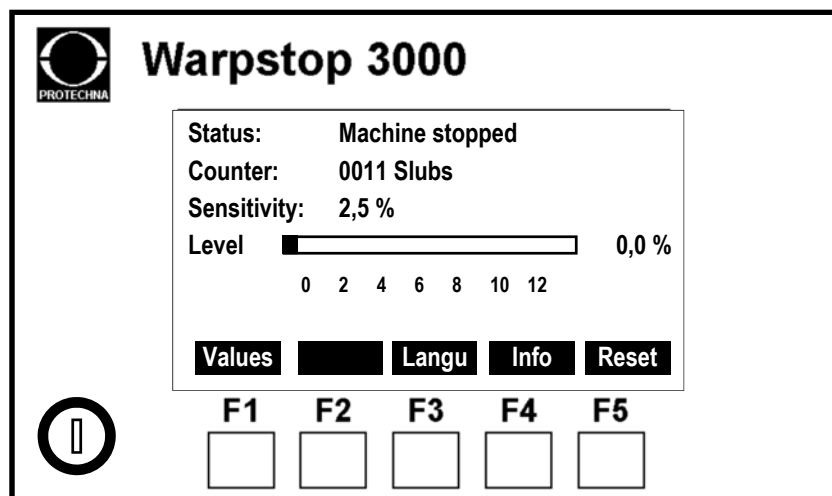 PROTECHNA
Warpstop 3000
Status: Machine stopped
Counter: 0011 Slubs
Sensitivity: 2,5 %
Level 0,0 %
0 2 4 6 8 10 12
Values Langu Info Reset
F1 F2 F3 F4 F5